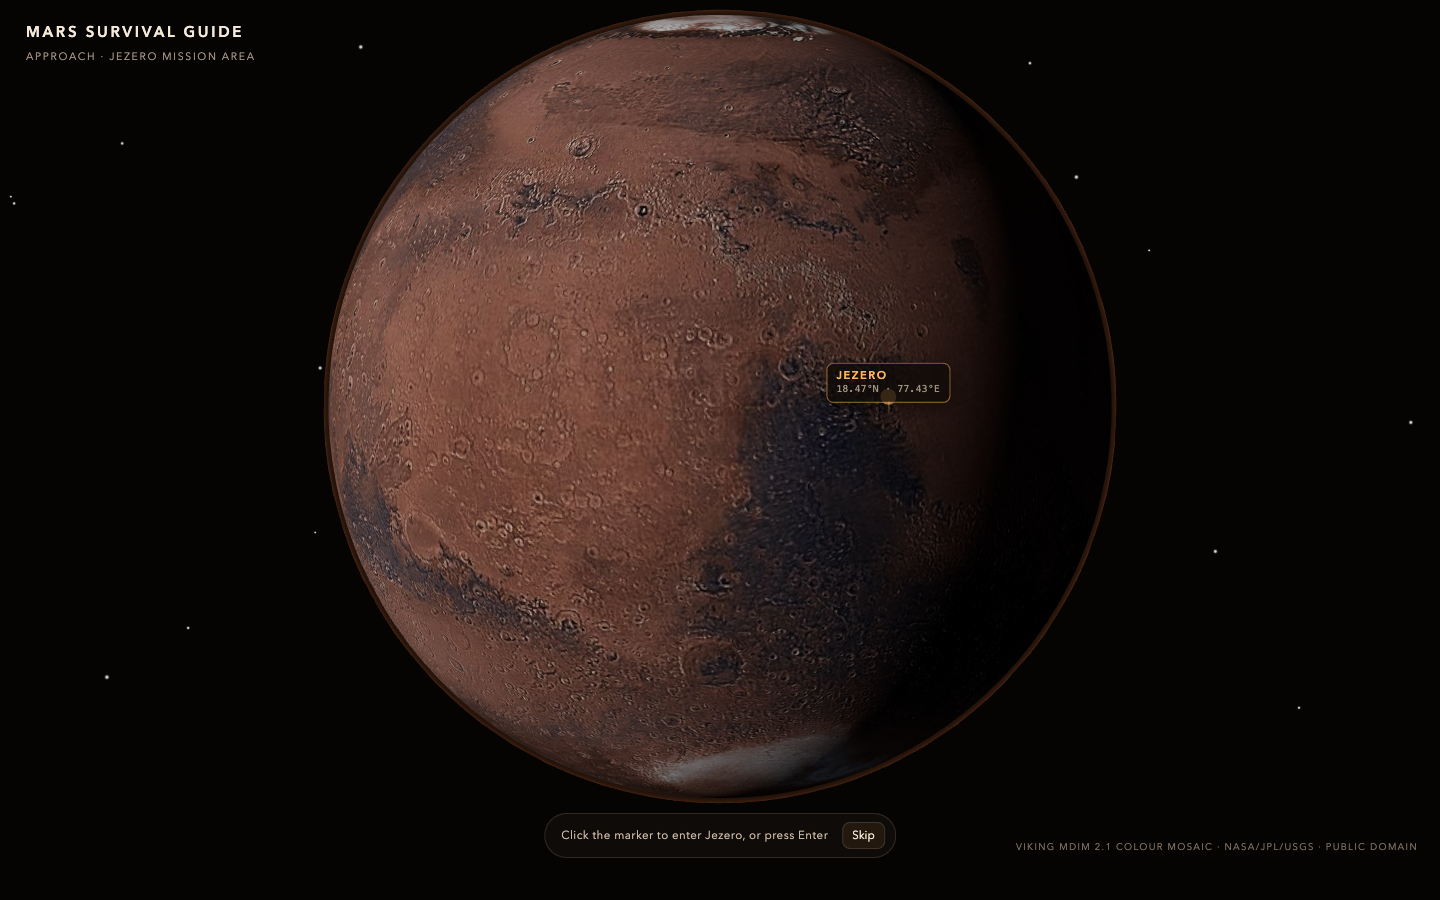 MARS SURVIVAL GUIDE
APPROACH · JEZERO MISSION AREA
JEZERO
18.47°N · 77.43°E
Click the marker to enter Jezero, or press Enter
Skip
VIKING MDIM 2.1 COLOUR MOSAIC · NASA/JPL/USGS · PUBLIC DOMAIN